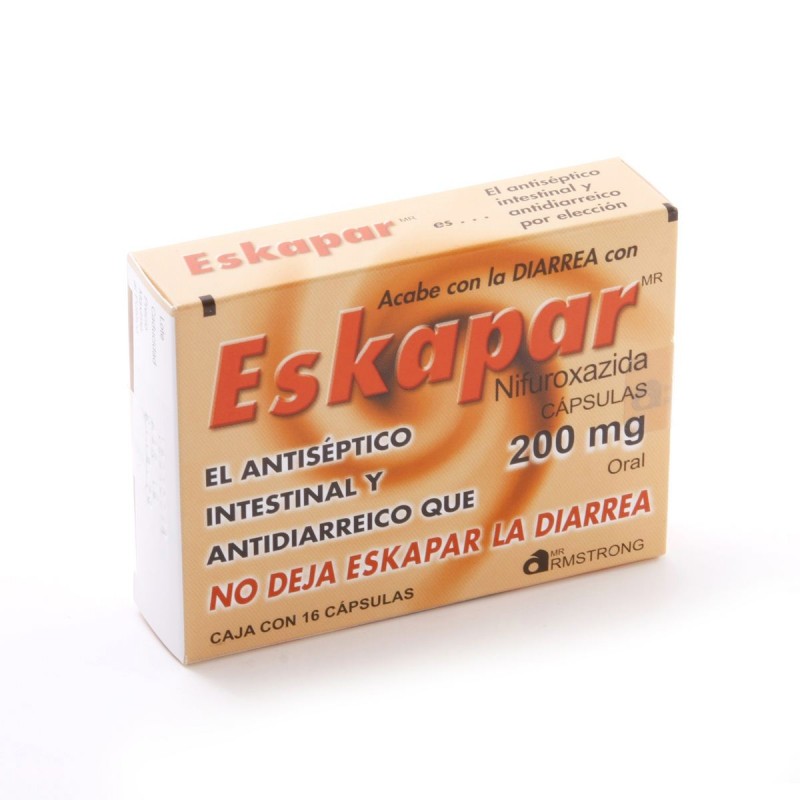 Eskapar MR es . . .
El antiséptico
intestinal y
antidiarreico
por elección
Acabe con la DIARREA con
Eskapar MR
Nifuroxazida
CÁPSULAS
200 mg
Oral
EL ANTISÉPTICO
INTESTINAL Y
ANTIDIARREICO QUE
NO DEJA ESKAPAR LA DIARREA
CAJA CON 16 CÁPSULAS
MR
ARMSTRONG